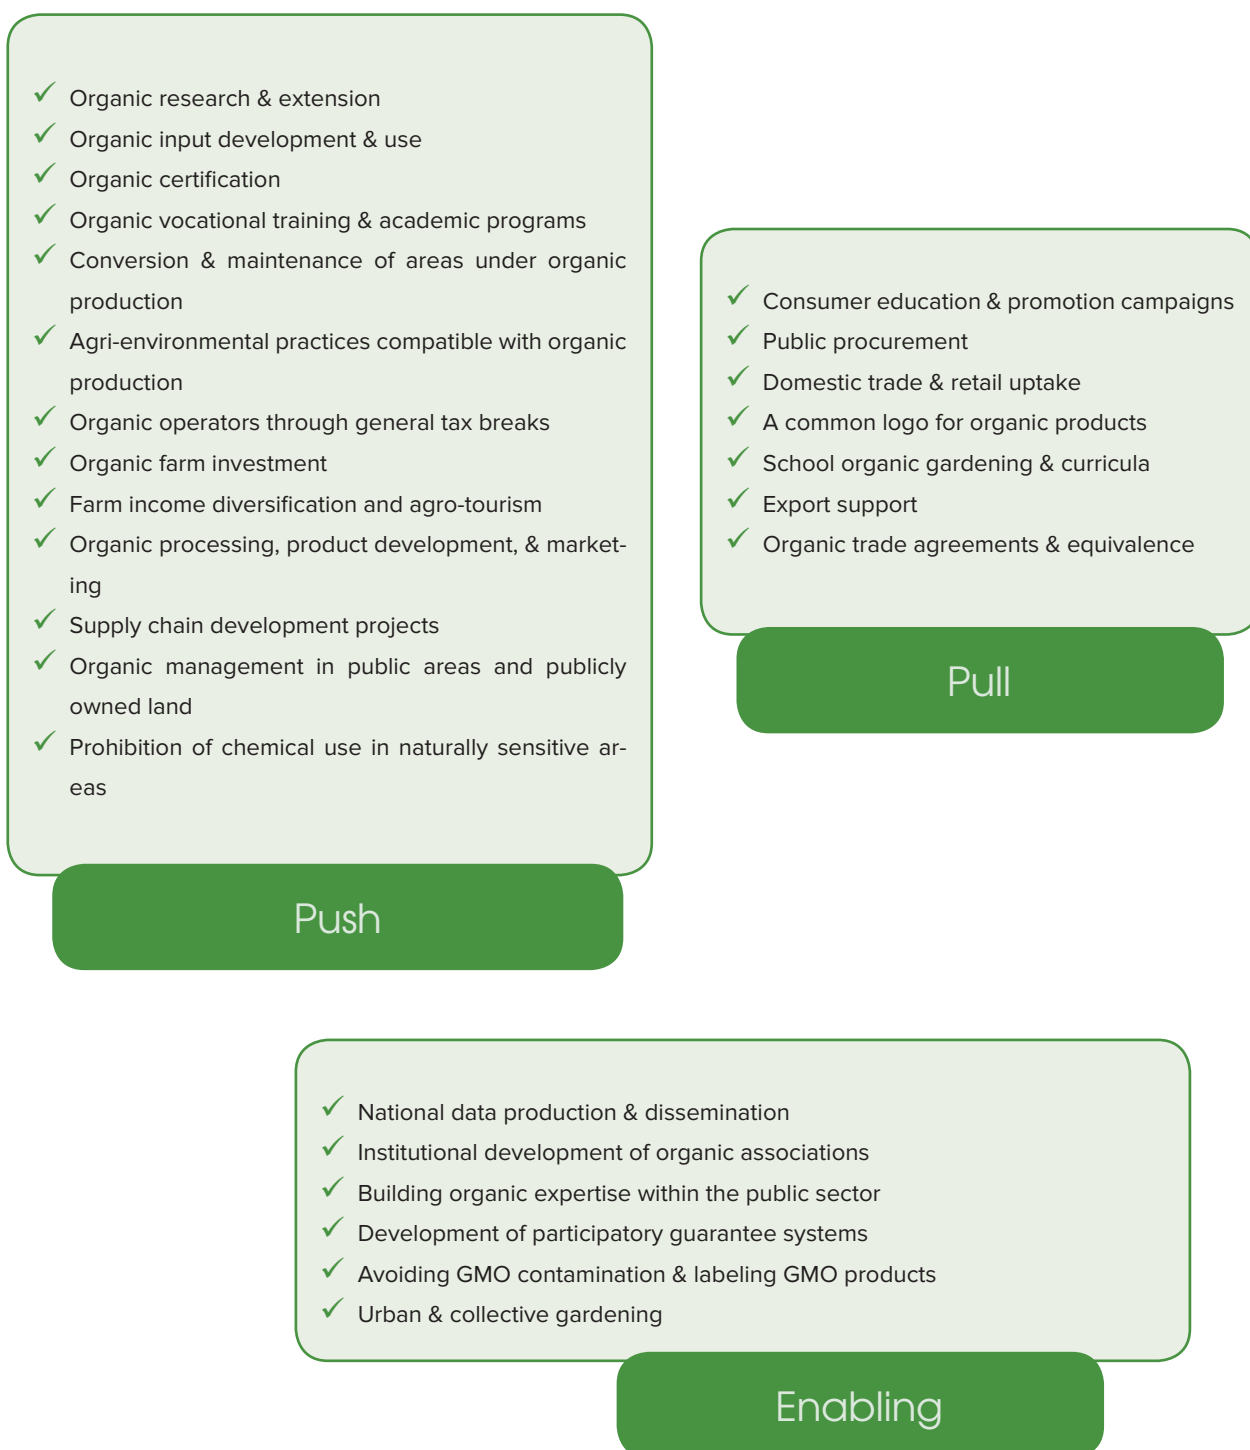 ✓ Organic research & extension
✓ Organic input development & use
✓ Organic certification
✓ Organic vocational training & academic programs
✓ Conversion & maintenance of areas under organic
production
✓ Agri-environmental practices compatible with organic
production
✓ Organic operators through general tax breaks
✓ Organic farm investment
✓ Farm income diversification and agro-tourism
✓ Organic processing, product development, & market-
ing
✓ Supply chain development projects
✓ Organic management in public areas and publicly
owned land
✓ Prohibition of chemical use in naturally sensitive ar-
eas
Push
✓ Consumer education & promotion campaigns
✓ Public procurement
✓ Domestic trade & retail uptake
✓ A common logo for organic products
✓ School organic gardening & curricula
✓ Export support
✓ Organic trade agreements & equivalence
Pull
✓ National data production & dissemination
✓ Institutional development of organic associations
✓ Building organic expertise within the public sector
✓ Development of participatory guarantee systems
✓ Avoiding GMO contamination & labeling GMO products
✓ Urban & collective gardening
Enabling